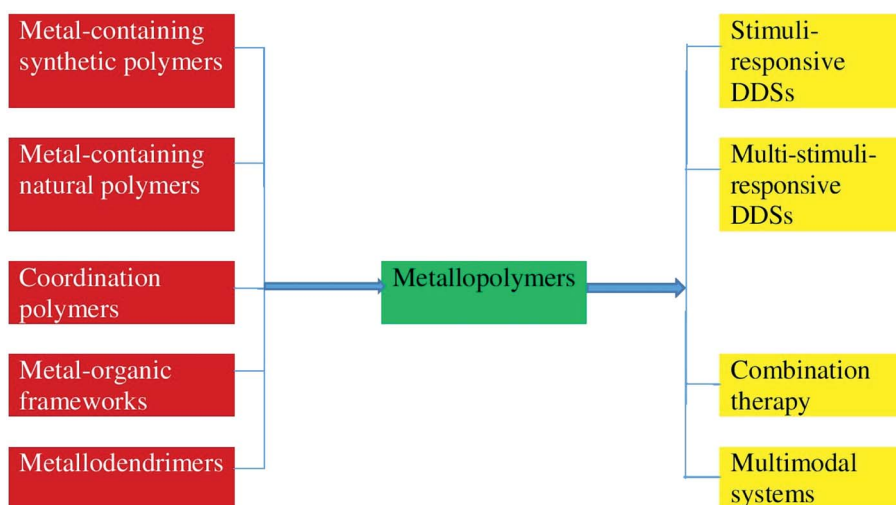 Metal-containing
synthetic polymers
Metal-containing
natural polymers
Coordination
polymers
Metal-organic
frameworks
Metallodendrimers
Metallopolymers
Stimuli-
responsive
DDSs
Multi-stimuli-
responsive
DDSs
Combination
therapy
Multimodal
systems